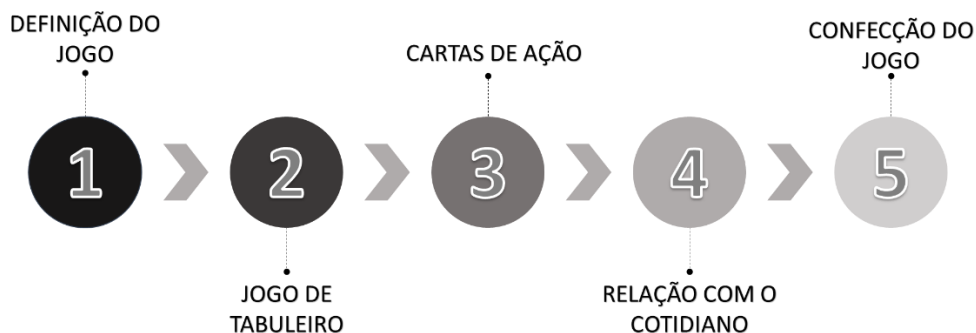 DEFINIÇÃO DO
JOGO
1
JOGO DE
TABULEIRO
2
CARTAS DE AÇÃO
3
RELAÇÃO COM O
COTIDIANO
4
CONFECÇÃO DO
JOGO
5